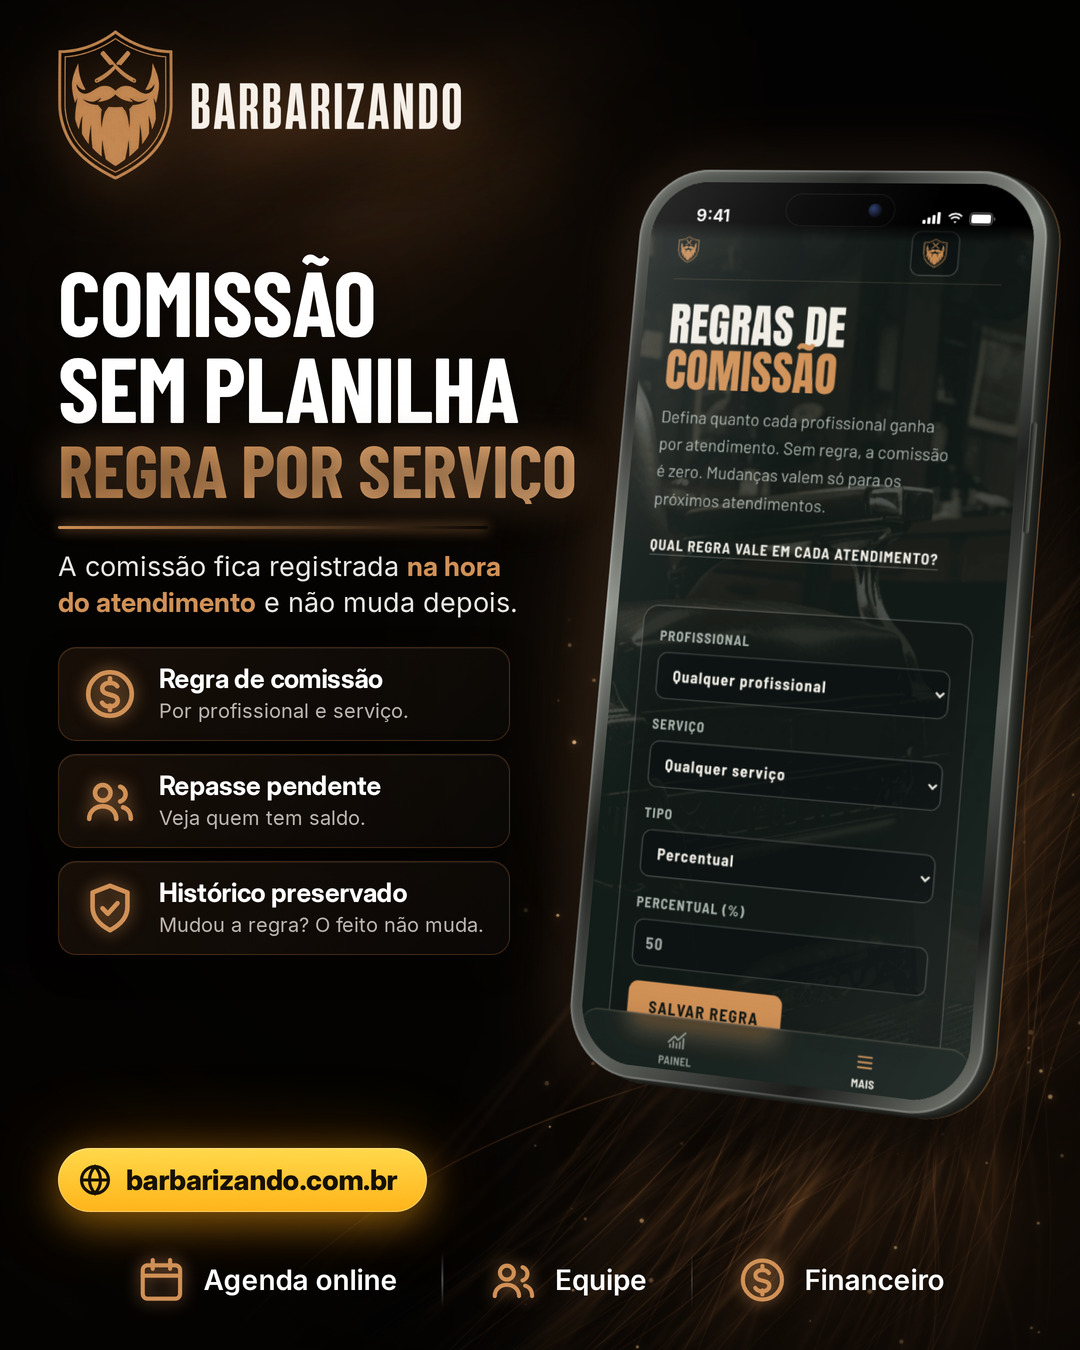 BARBARIZANDO
COMISSÃO
SEM PLANILHA
REGRA POR SERVIÇO
A comissão fica registrada na hora
do atendimento e não muda depois.
Regra de comissão
Por profissional e serviço.
Repasse pendente
Veja quem tem saldo.
Histórico preservado
Mudou a regra? O feito não muda.
9:41
REGRAS DE
COMISSÃO
Defina quanto cada profissional ganha
por atendimento. Sem regra, a comissão
é zero. Mudanças valem só para os
próximos atendimentos.
QUAL REGRA VALE EM CADA ATENDIMENTO?
PROFISSIONAL
Qualquer profissional
SERVIÇO
Qualquer serviço
TIPO
Percentual
PERCENTUAL (%)
50
SALVAR REGRA
PAINEL
MAIS
barbarizando.com.br
Agenda online
Equipe
Financeiro